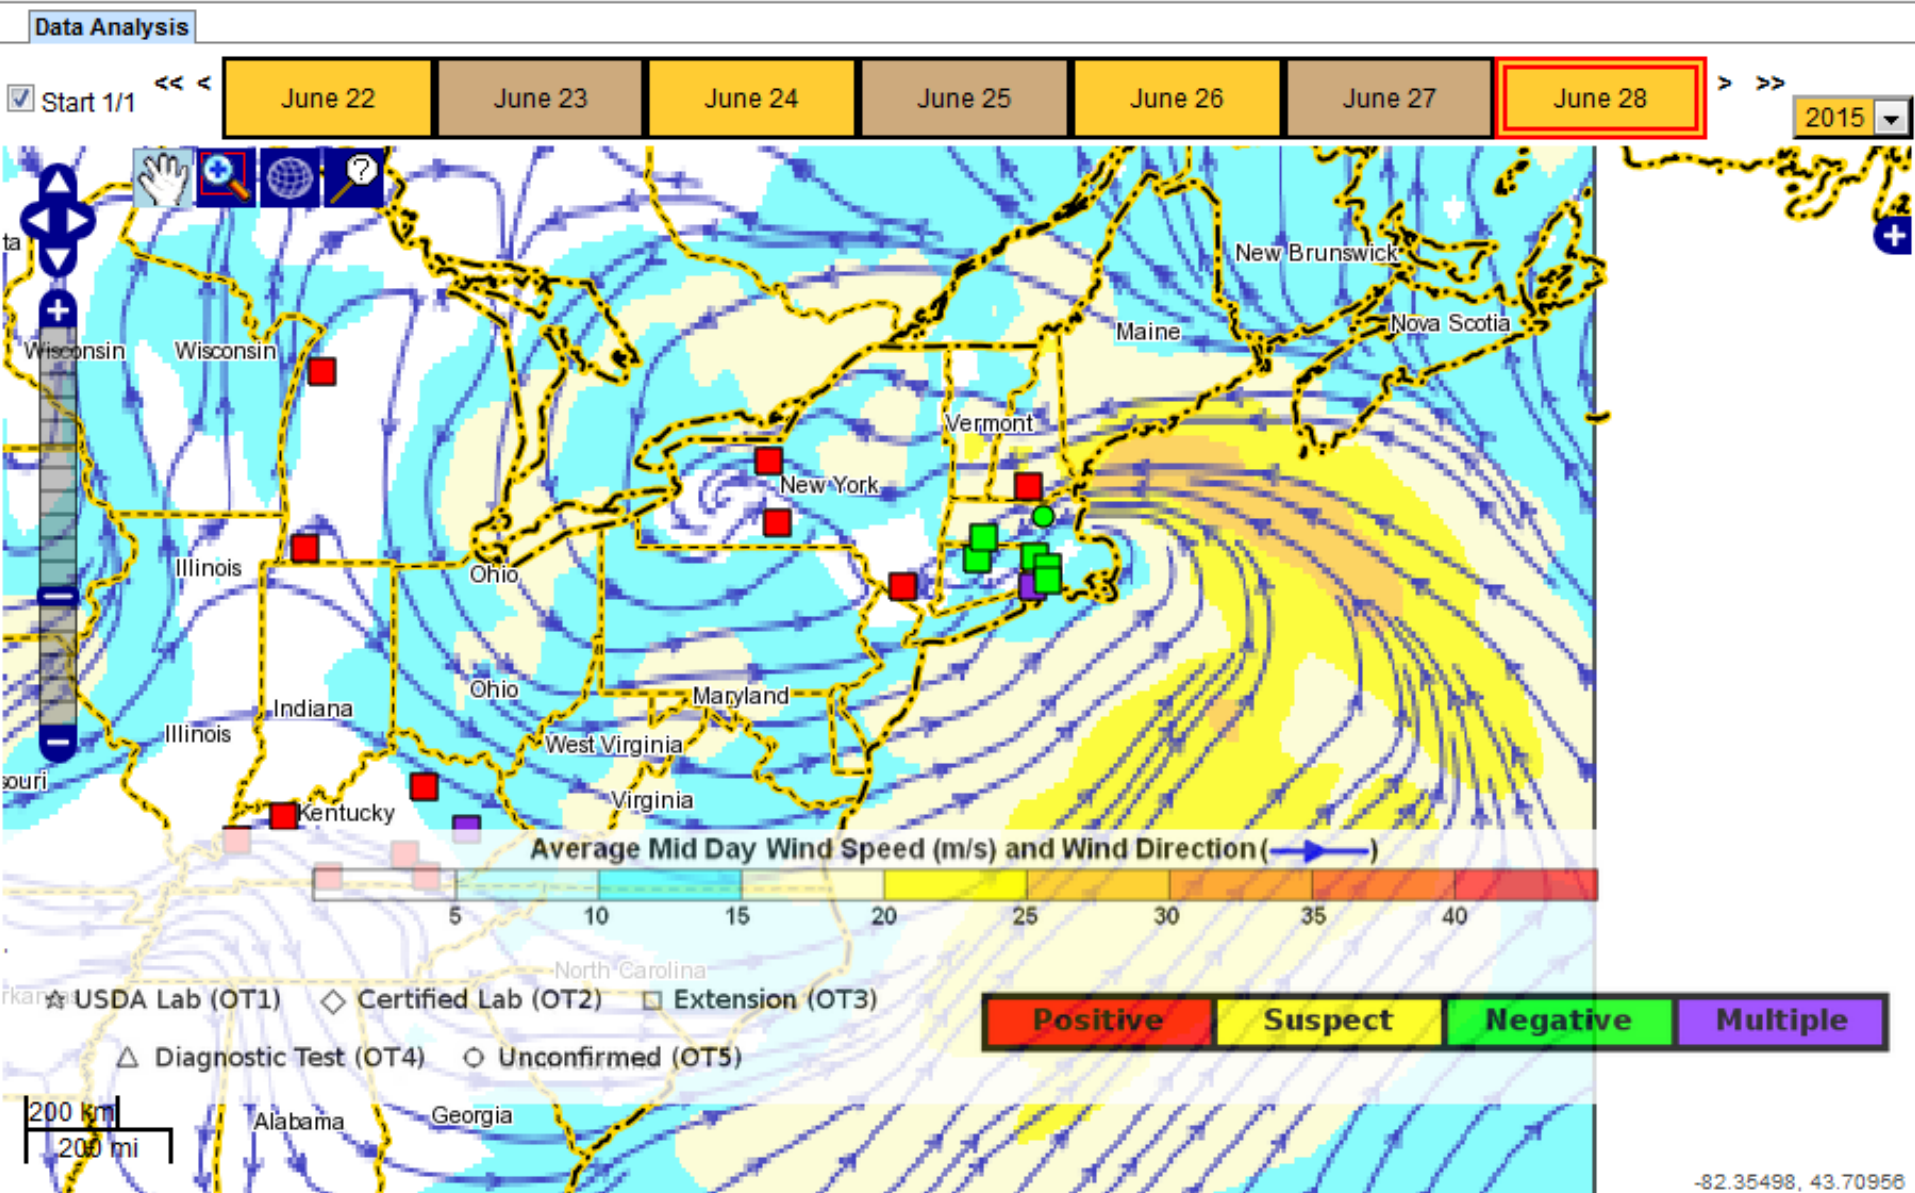 Data Analysis
Start 1/1
<< <
June 22
June 23
June 24
June 25
June 26
June 27
June 28
> >>
2015
ta
New Brunswick
Nova Scotia
Maine
Wisconsin
Wisconsin
Vermont
New York
Illinois
Ohio
Ohio
Maryland
Indiana
Illinois
West Virginia
souri
Virginia
Kentucky
Average Mid Day Wind Speed (m/s) and Wind Direction ( )
5 10 15 20 25 30 35 40
North Carolina
rkan
USDA Lab (OT1) Certified Lab (OT2) Extension (OT3)
Positive Suspect Negative Multiple
Diagnostic Test (OT4) Unconfirmed (OT5)
200 km
200 mi
Alabama
Georgia
-82.35498, 43.70956